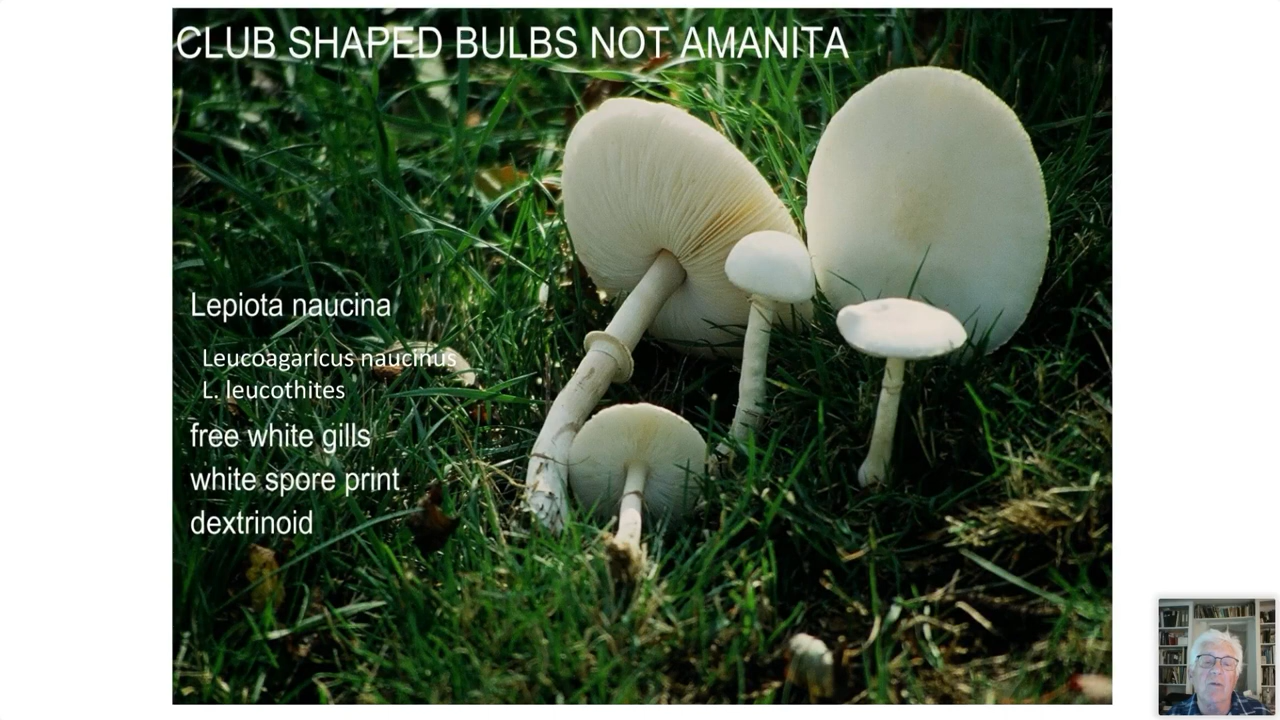 CLUB SHAPED BULBS NOT AMANITA
Lepiota naucina
Leucoagaricus naucinus
L. leucothites
free white gills
white spore print
dextrinoid